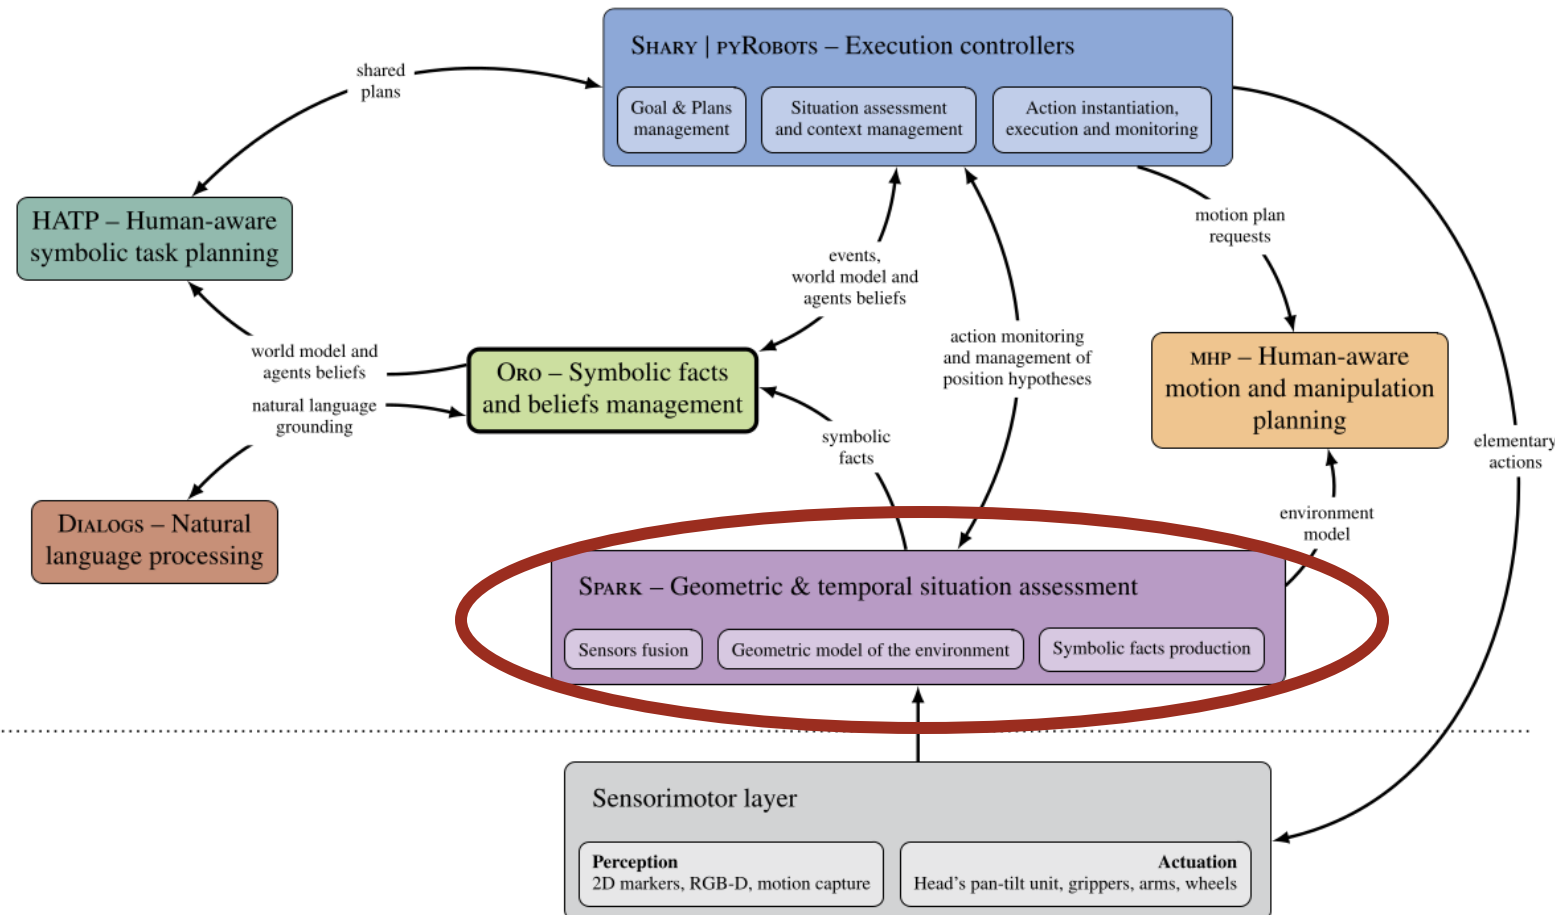 SHARY | PYROBOTS – Execution controllers
Goal & Plans
management
Situation assessment
and context management
Action instantiation,
execution and monitoring
shared
plans
HATP – Human-aware
symbolic task planning
motion plan
requests
events,
world model and
agents beliefs
action monitoring
and management of
position hypotheses
world model and
agents beliefs
natural language
grounding
ORO – Symbolic facts
and beliefs management
MHP – Human-aware
motion and manipulation
planning
symbolic
facts
elementary
actions
DIALOGS – Natural
language processing
environment
model
SPARK – Geometric & temporal situation assessment
Sensors fusion
Geometric model of the environment
Symbolic facts production
Sensorimotor layer
Perception
2D markers, RGB-D, motion capture
Actuation
Head's pan-tilt unit, grippers, arms, wheels